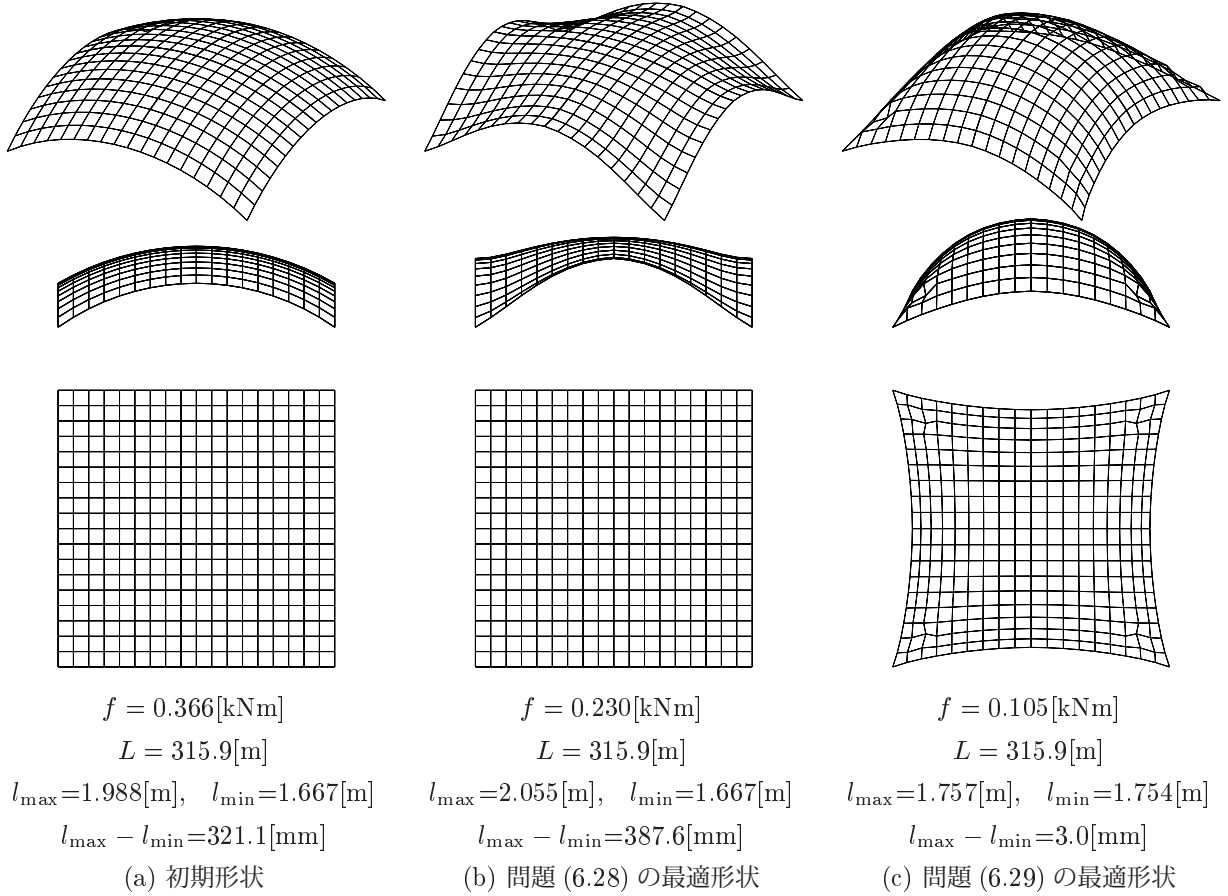 f = 0.366[kNm]
L = 315.9[m]
l_max=1.988[m], l_min=1.667[m]
l_max − l_min=321.1[mm]
(a) 初期形状
f = 0.230[kNm]
L = 315.9[m]
l_max=2.055[m], l_min=1.667[m]
l_max − l_min=387.6[mm]
(b) 問題 (6.28) の最適形状
f = 0.105[kNm]
L = 315.9[m]
l_max=1.757[m], l_min=1.754[m]
l_max − l_min=3.0[mm]
(c) 問題 (6.29) の最適形状